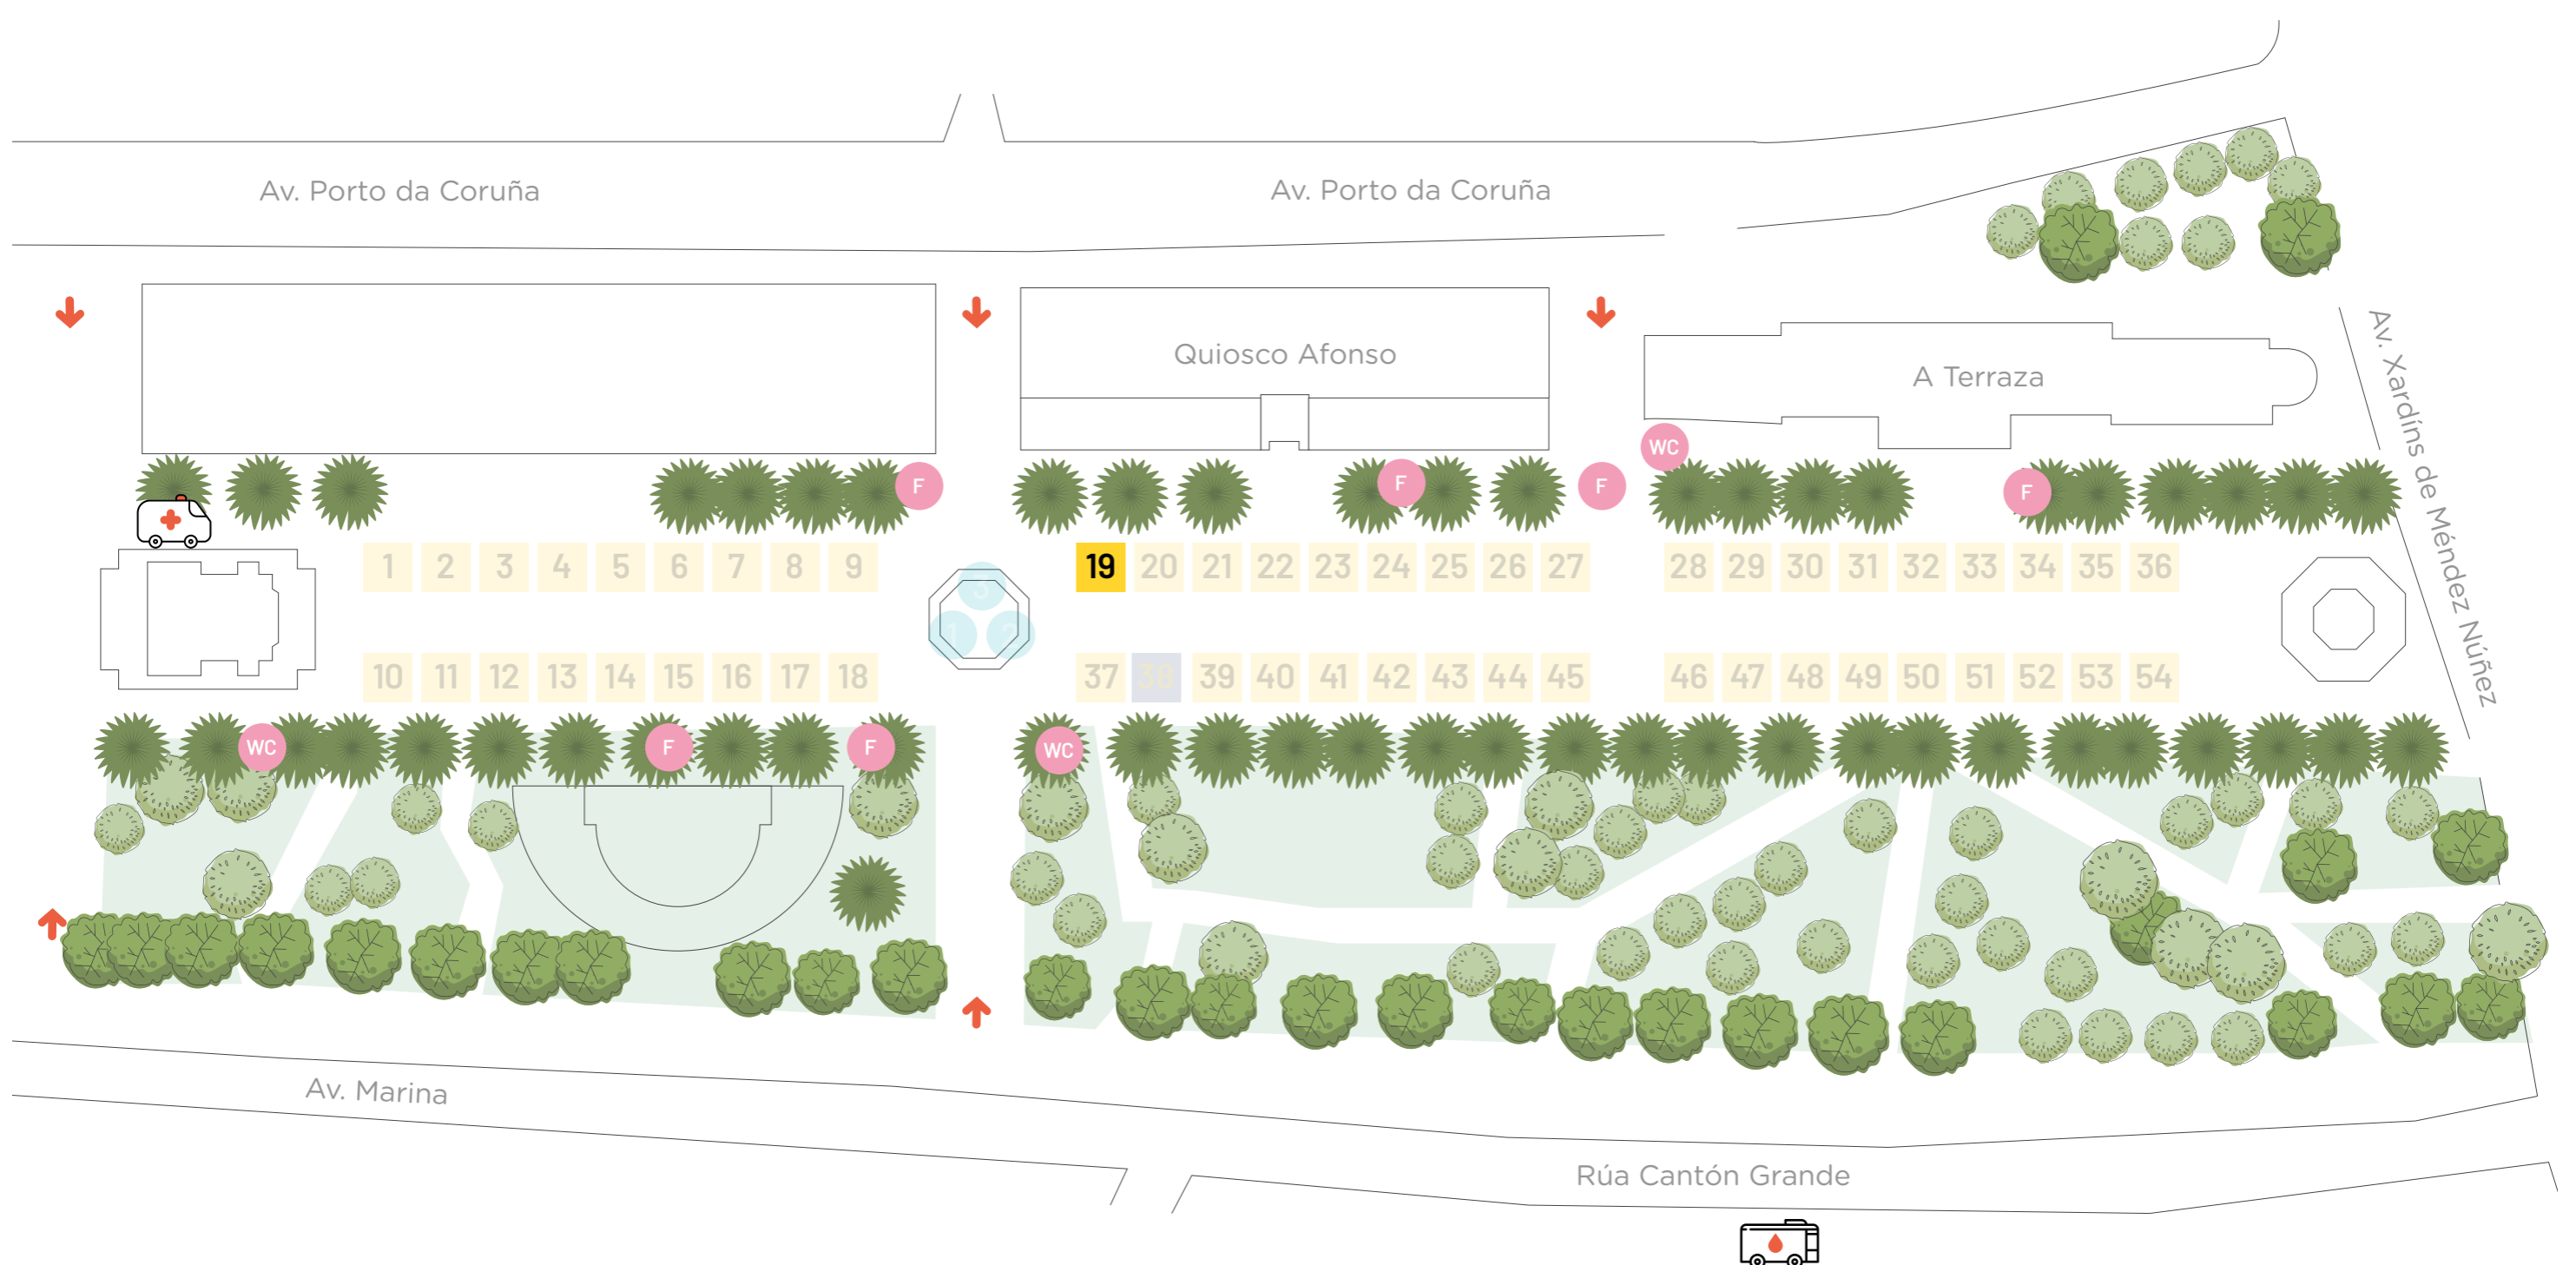 Av. Porto da Coruña
Av. Porto da Coruña
Quiosco Afonso
A Terraza
Av. Xardíns de Méndez Núñez
WC
F
F
F
F
1 2 3 4 5 6 7 8 9
19 20 21 22 23 24 25 26 27
28 29 30 31 32 33 34 35 36
3
1 2
10 11 12 13 14 15 16 17 18
37 38 39 40 41 42 43 44 45
46 47 48 49 50 51 52 53 54
WC
F
F
WC
Av. Marina
Rúa Cantón Grande